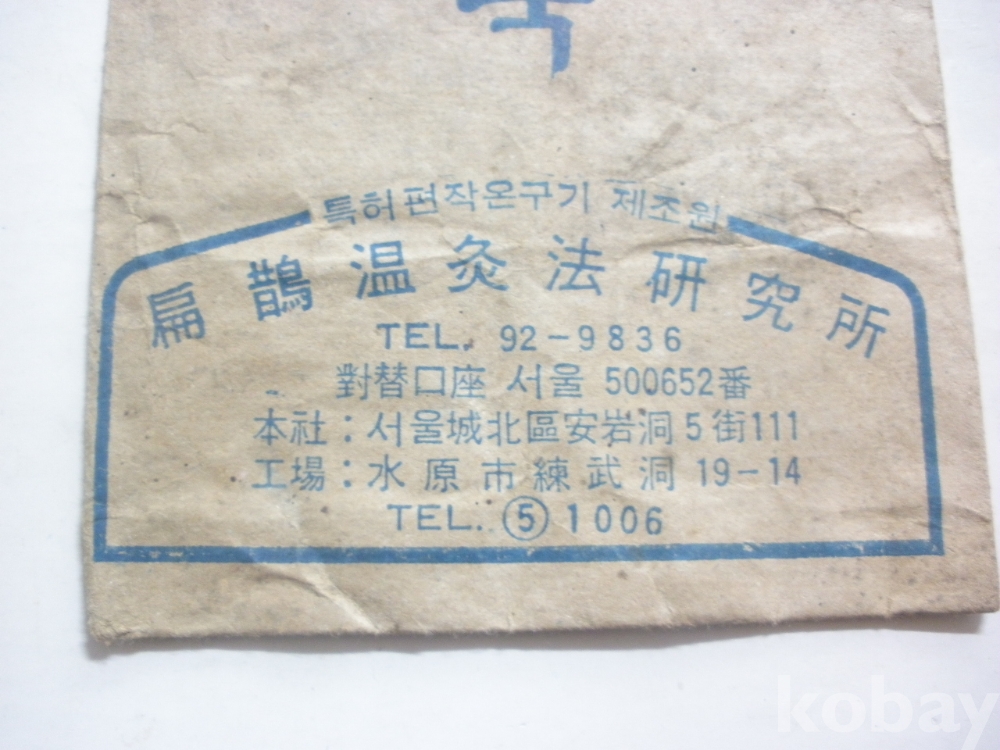 특허편작온구기 제조원
扁鵲温灸法硏究所
TEL. 92-9836
對替口座 서울 500652番
本社: 서울城北區安岩洞5街111
工場: 水原市練武洞 19-14
TEL. ⑤1006
kobay